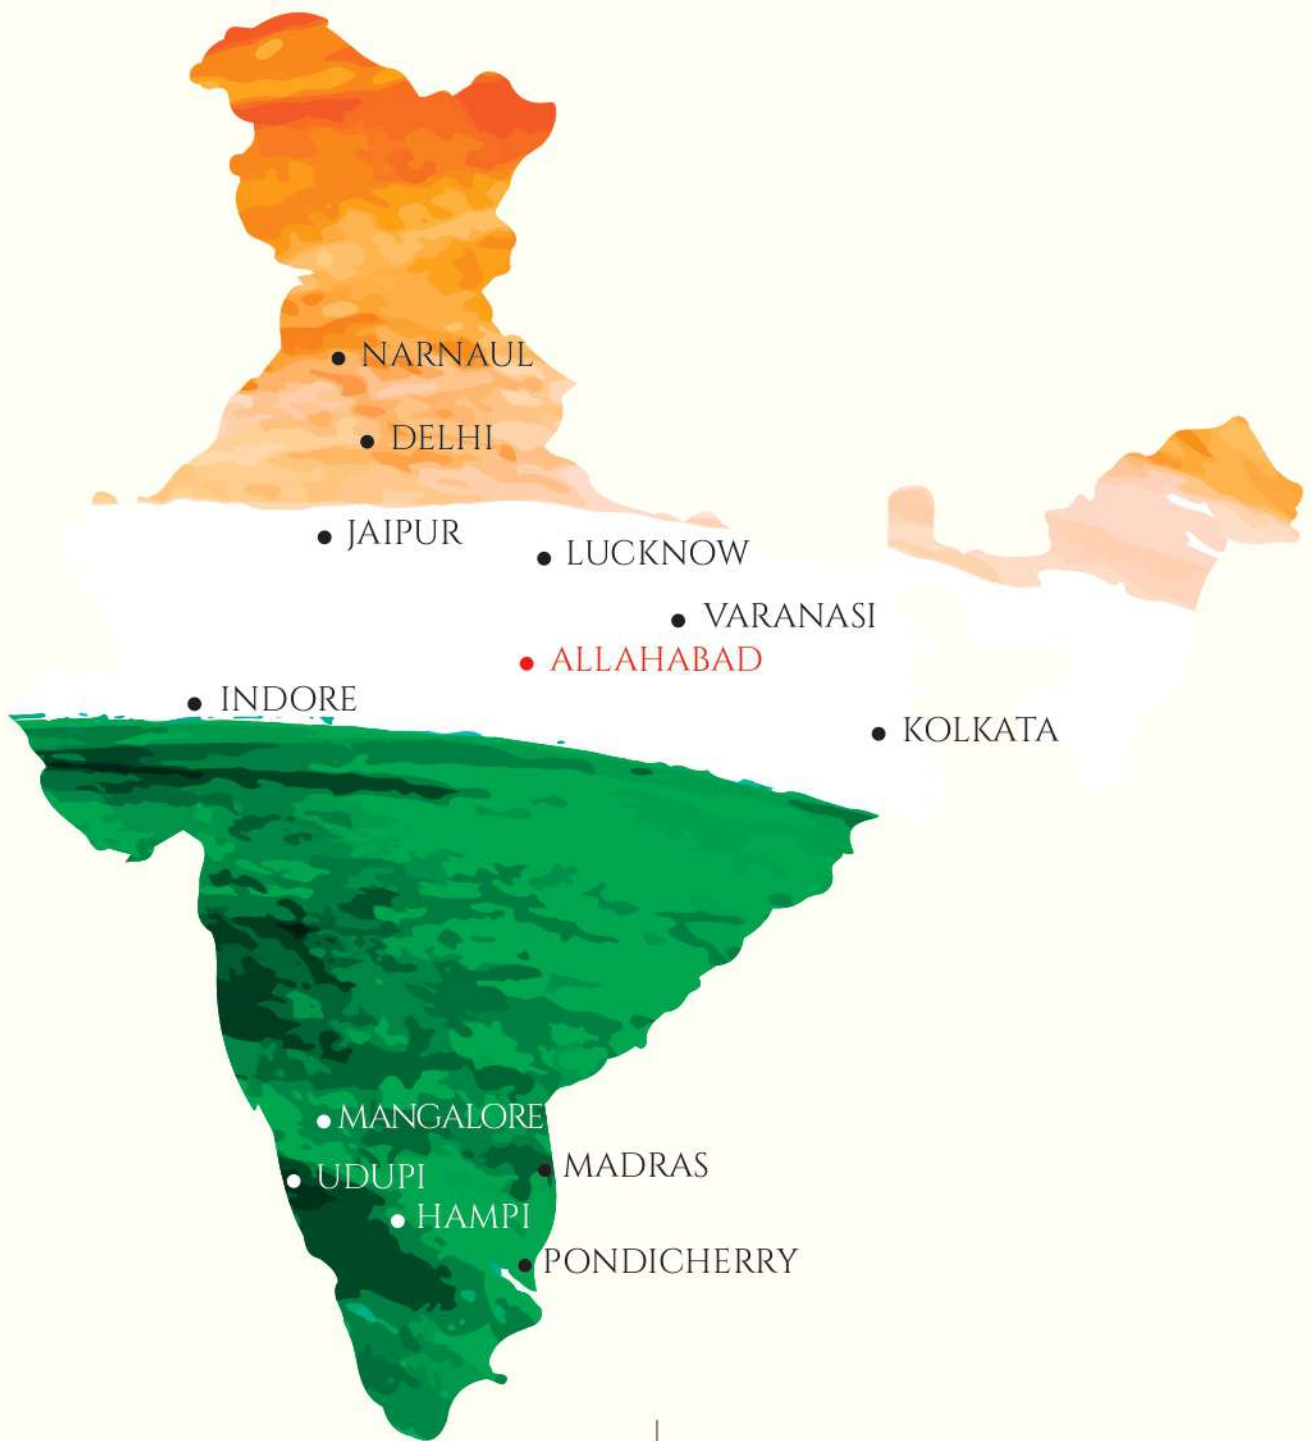 NARNAUL
DELHI
JAIPUR
LUCKNOW
VARANASI
ALLAHABAD
INDORE
KOLKATA
MANGALORE
MADRAS
UDUPI
HAMPI
PONDICHERRY